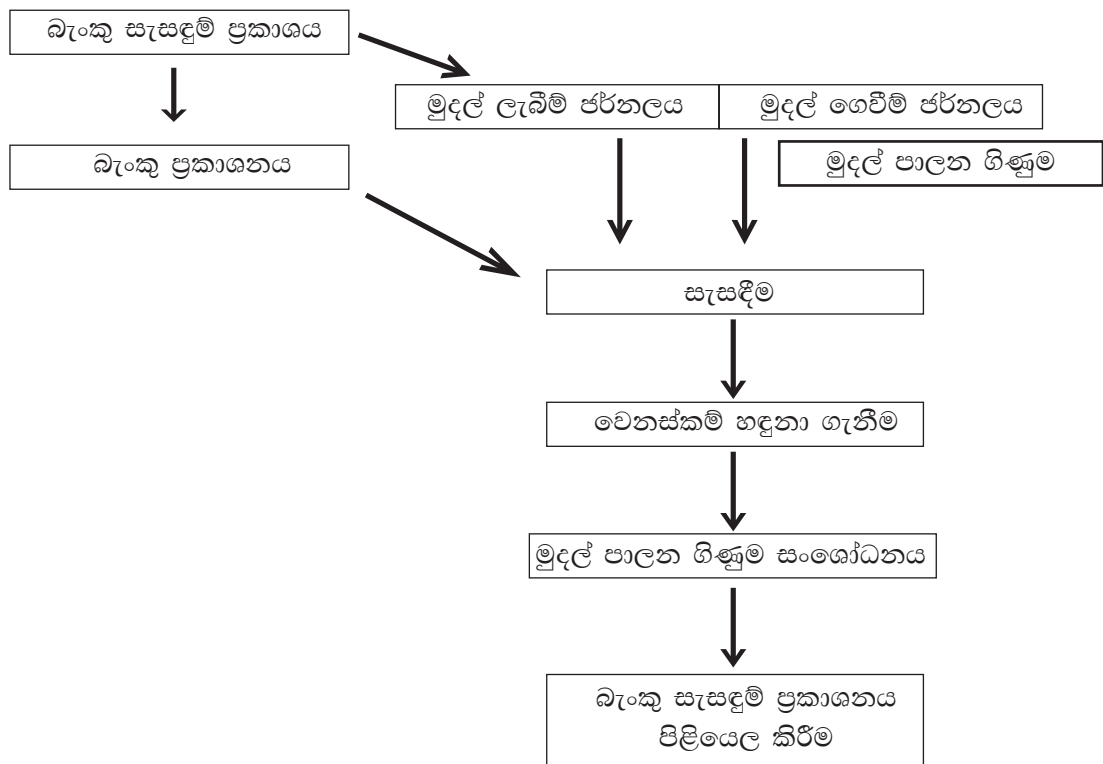 බැංකු සැසඳුම් ප්‍රකාශය
මුදල් ලැබීම් ජර්නලය
මුදල් ගෙවීම් ජර්නලය
බැංකු ප්‍රකාශනය
මුදල් පාලන ගිණුම
සැසඳීම
වෙනස්කම් හඳුනා ගැනීම
මුදල් පාලන ගිණුම සංශෝධනය
බැංකු සැසඳුම් ප්‍රකාශනය
පිළියෙල කිරීම